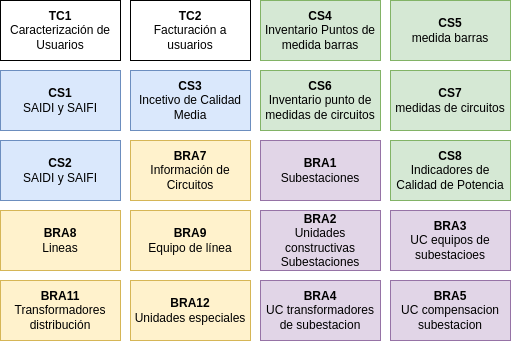 TC1
Caracterización de
Usuarios
TC2
Facturación a
usuarios
CS4
Inventario Puntos de
medida barras
CS5
medida barras
CS1
SAIDI y SAIFI
CS3
Incetivo de Calidad
Media
CS6
Inventario punto de
medidas de circuitos
CS7
medidas de circuitos
CS2
SAIDI y SAIFI
BRA7
Información de
Circuitos
BRA1
Subestaciones
CS8
Indicadores de
Calidad de Potencia
BRA8
Lineas
BRA9
Equipo de línea
BRA2
Unidades
constructivas
Subestaciones
BRA3
UC equipos de
subestacioes
BRA11
Transformadores
distribución
BRA12
Unidades especiales
BRA4
UC transformadores
de subestacion
BRA5
UC compensacion
subestacion